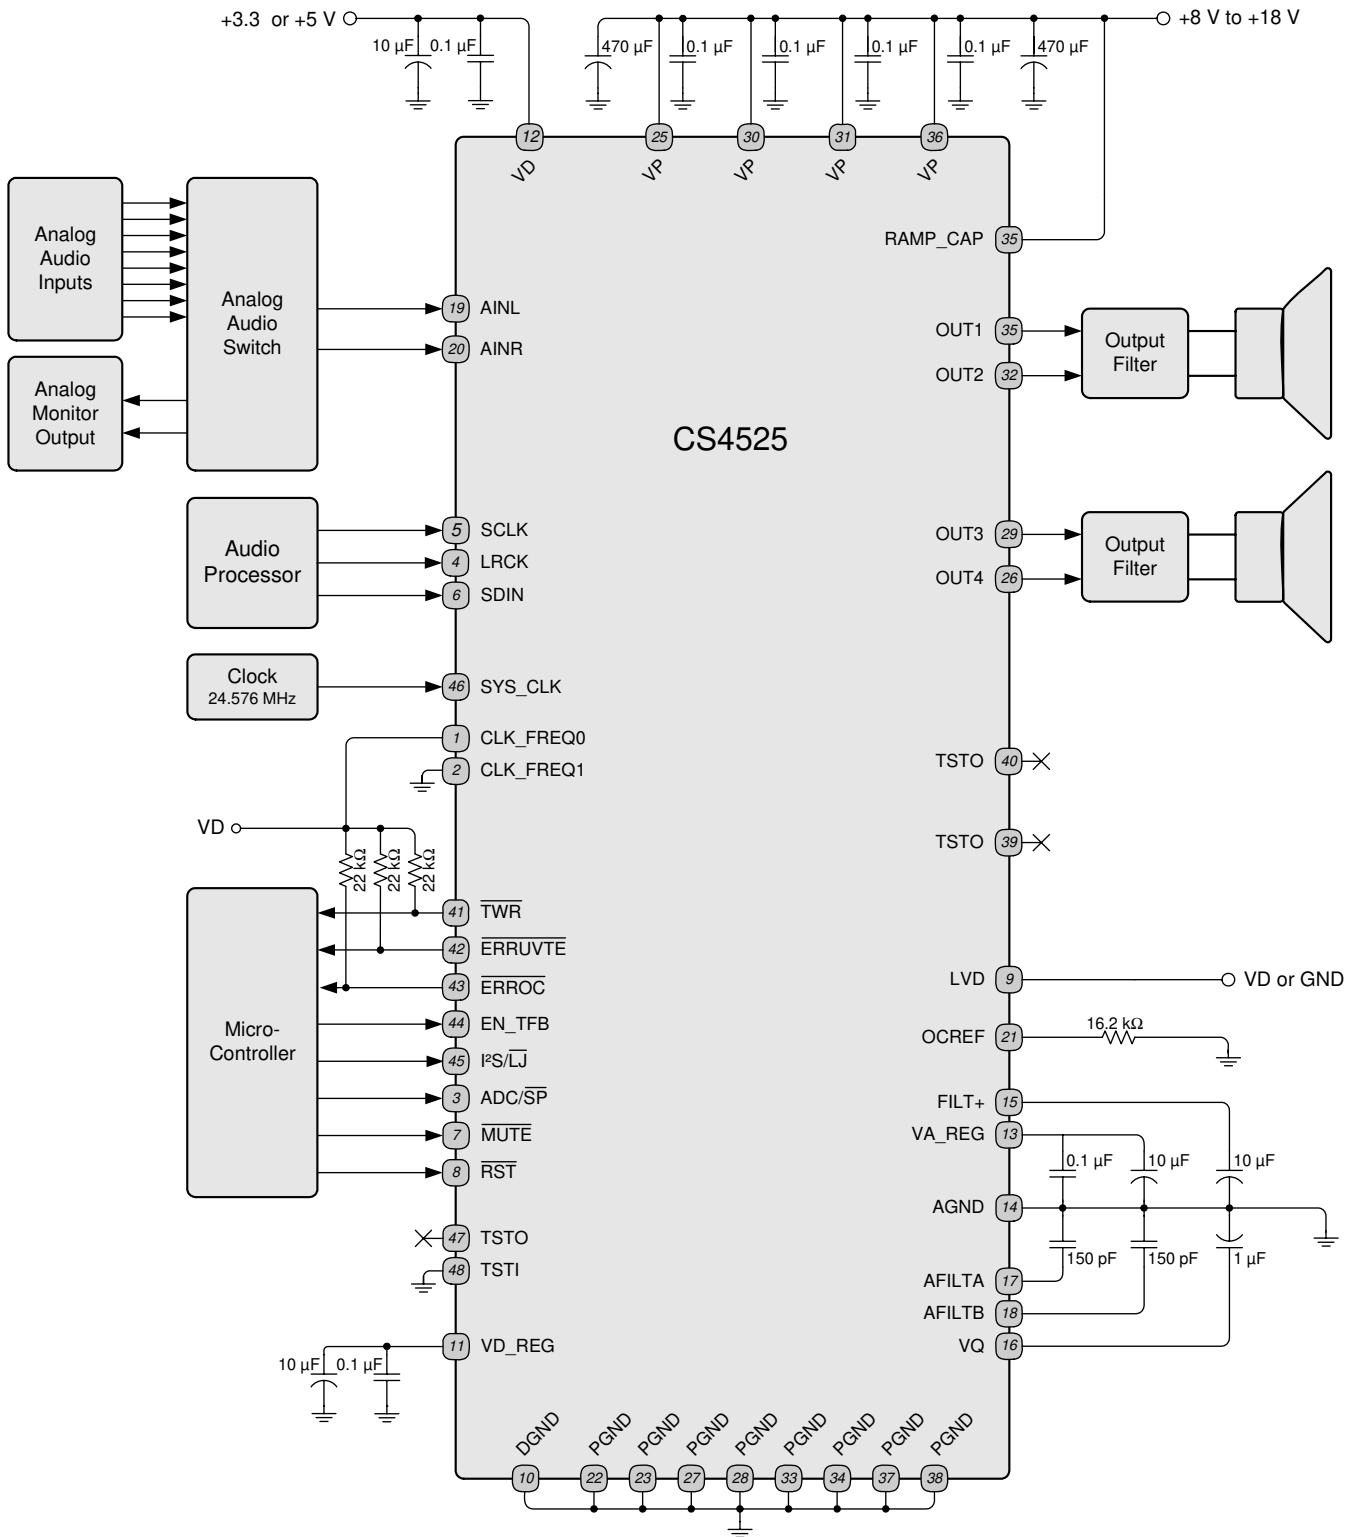 +3.3 or +5 V
+8 V to +18 V
10 µF
0.1 µF
470 µF
0.1 µF
0.1 µF
0.1 µF
0.1 µF
470 µF
12
25
30
31
36
VD
VP
VP
VP
VP
Analog
Audio
Inputs
Analog
Monitor
Output
Analog
Audio
Switch
19 AINL
20 AINR
RAMP_CAP 35
OUT1 35
OUT2 32
Output
Filter
CS4525
Audio
Processor
5 SCLK
4 LRCK
6 SDIN
OUT3 29
OUT4 26
Output
Filter
Clock
24.576 MHz
46 SYS_CLK
1 CLK_FREQ0
2 CLK_FREQ1
TSTO 40
TSTO 39
VD
22 kΩ
22 kΩ
22 kΩ
Micro-
Controller
41 TWR
42 ERRUVTE
43 ERROC
44 EN_TFB
45 I²S/LJ
3 ADC/SP
7 MUTE
8 RST
47 TSTO
48 TSTI
11 VD_REG
10 µF
0.1 µF
LVD 9
VD or GND
OCREF 21
16.2 kΩ
FILT+ 15
VA_REG 13
0.1 µF
10 µF
10 µF
AGND 14
150 pF
150 pF
1 µF
AFILTA 17
AFILTB 18
VQ 16
DGND
PGND
PGND
PGND
PGND
PGND
PGND
PGND
PGND
10
22
23
27
28
33
34
37
38